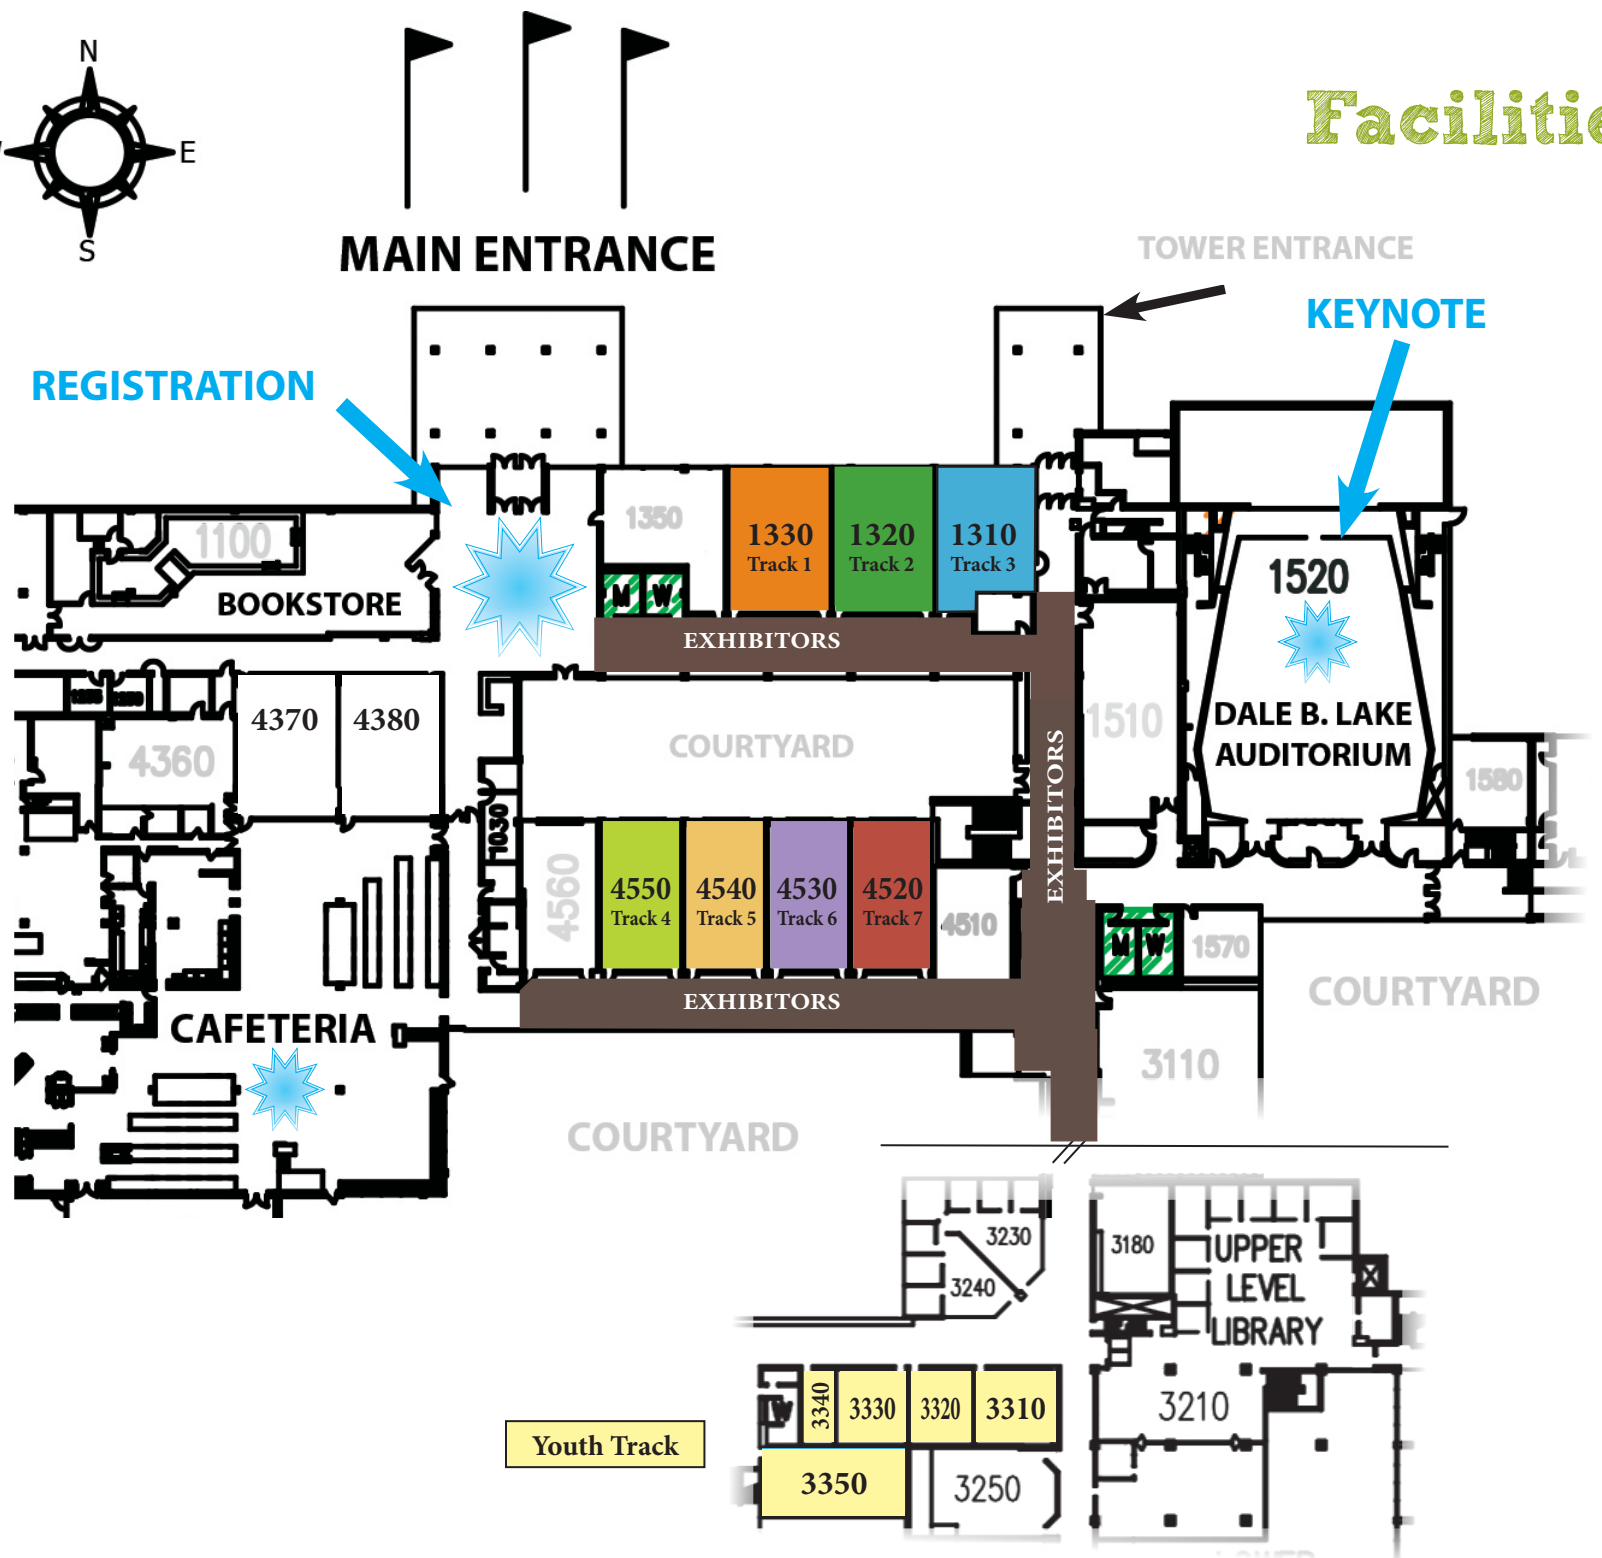 N
E
S
Facilitie
MAIN ENTRANCE
TOWER ENTRANCE
KEYNOTE
REGISTRATION
1350
1330
Track 1
1320
Track 2
1310
Track 3
1100
BOOKSTORE
M W
EXHIBITORS
1520
DALE B. LAKE
AUDITORIUM
4370
4380
4360
COURTYARD
1510
1580
EXHIBITORS
1030
4560
4550
Track 4
4540
Track 5
4530
Track 6
4520
Track 7
4510
M W
1570
EXHIBITORS
COURTYARD
CAFETERIA
3110
COURTYARD
3230
3240
3180
UPPER
LEVEL
LIBRARY
W
3340
3330
3320
3310
3210
Youth Track
3350
3250